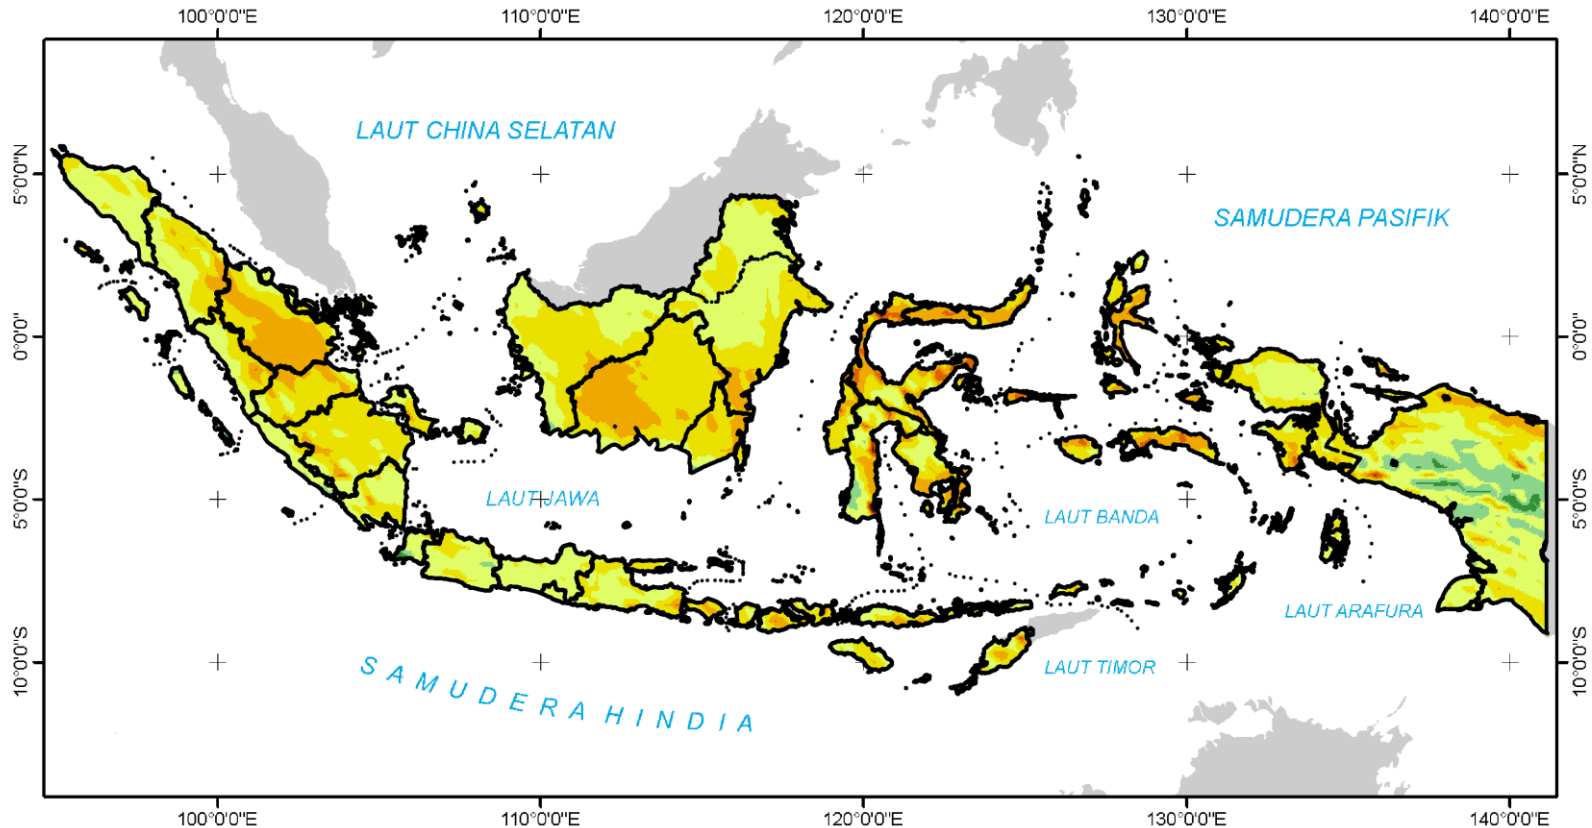 100°0'0"E 110°0'0"E 120°0'0"E 130°0'0"E 140°0'0"E
LAUT CHINA SELATAN
5°0'0"N 5°0'0"N
SAMUDERA PASIFIK
0°0'0" 0°0'0"
LAUT JAWA
5°0'0"S 5°0'0"S
LAUT BANDA
LAUT ARAFURA
10°0'0"S 10°0'0"S
LAUT TIMOR
SAMUDERA HINDIA
100°0'0"E 110°0'0"E 120°0'0"E 130°0'0"E 140°0'0"E